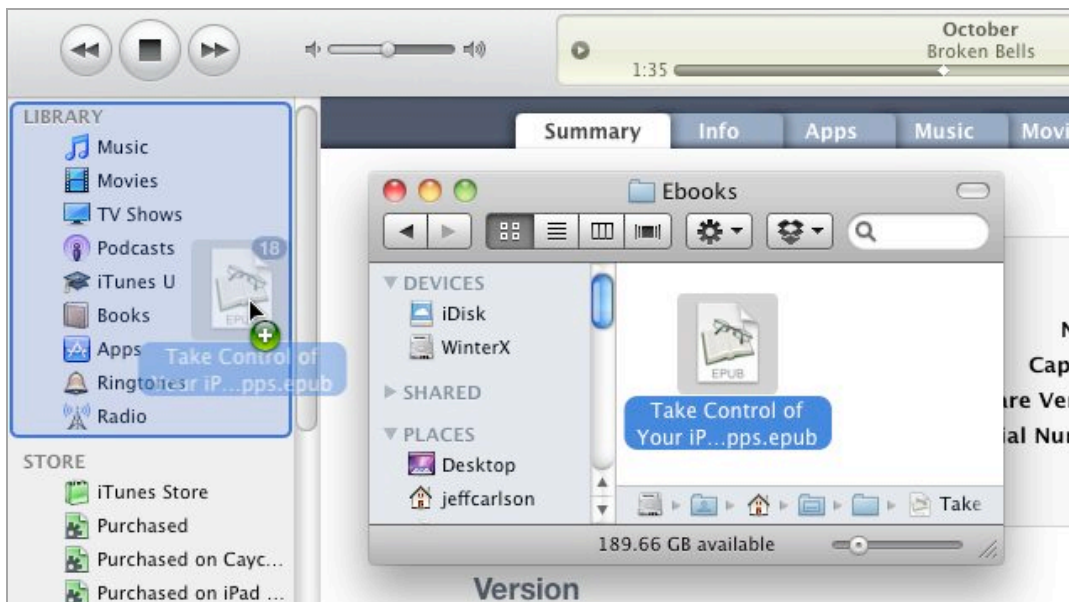 October
Broken Bells
1:35
LIBRARY
Music
Movies
TV Shows
Podcasts
18
iTunes U
Books
Apps
Ringtones
Radio
EPUB
Take Control of
Your iP...pps.epub
STORE
iTunes Store
Purchased
Purchased on Cayc...
Purchased on iPad ...
Summary
Info
Apps
Music
Movi
Ebooks
DEVICES
iDisk
WinterX
SHARED
PLACES
Desktop
jeffcarlson
EPUB
Take Control of
Your iP...pps.epub
Take
189.66 GB available
N
Cap
are Ver
ial Nur
Version